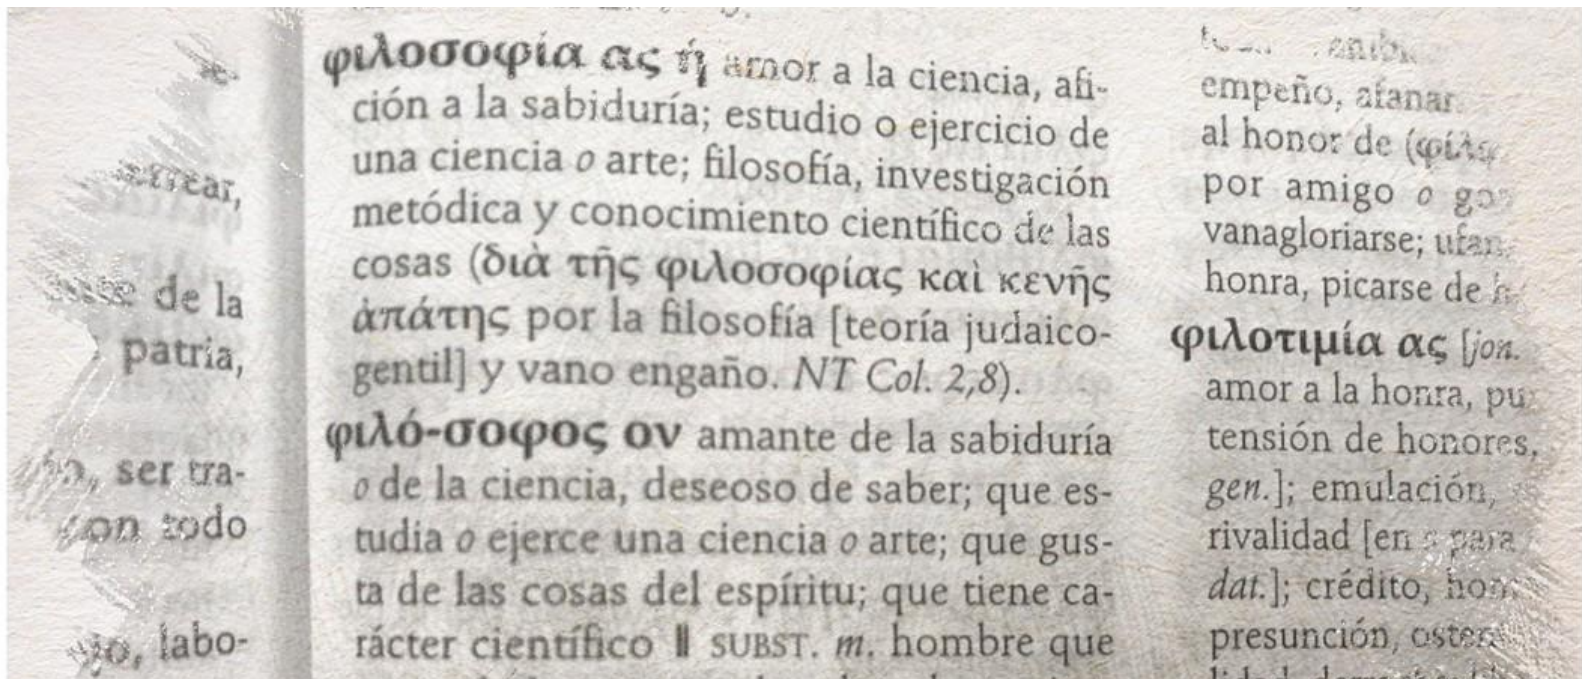 rrear,
de la
patria,
ser tra-
con todo
labo-
φιλοσοφία ας ἡ amor a la ciencia, afi-
ción a la sabiduría; estudio o ejercicio de
una ciencia o arte; filosofía, investigación
metódica y conocimiento científico de las
cosas (διὰ τῆς φιλοσοφίας καὶ κενῆς
ἀπάτης por la filosofía [teoría judaico-
gentil] y vano engaño. NT Col. 2,8).
φιλό-σοφος ον amante de la sabiduría
o de la ciencia, deseoso de saber; que es-
tudia o ejerce una ciencia o arte; que gus-
ta de las cosas del espíritu; que tiene ca-
rácter científico ‖ SUBST. m. hombre que
empeño, afanar
al honor de
por amigo o
vanagloriarse;
honra, picarse de
φιλοτιμία ας [jon.
amor a la honra,
tensión de honores,
gen.]; emulación,
rivalidad [en para
dat.]; crédito,
presunción,